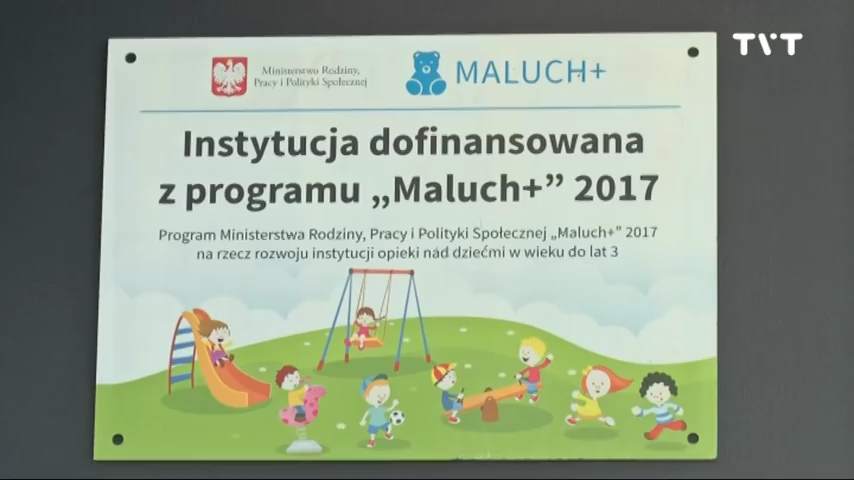 TVT
Ministerstwo Rodziny,
Pracy i Polityki Społecznej
MALUCH+
Instytucja dofinansowana
z programu „Maluch+” 2017
Program Ministerstwa Rodziny, Pracy i Polityki Społecznej „Maluch+” 2017
na rzecz rozwoju instytucji opieki nad dziećmi w wieku do lat 3